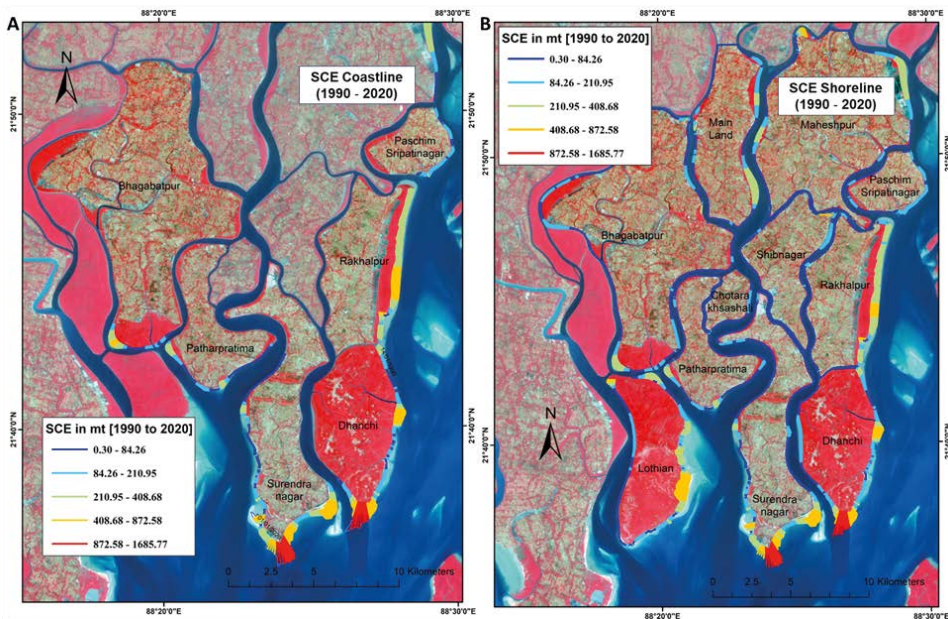 A
88°20'0"E
88°30'0"E
N
SCE Coastline
(1990 - 2020)
21°50'0"N
Paschim
Sripatinagar
Bhagabatpur
Rakhalpur
Patharpratima
21°40'0"N
Dhanchi
SCE in mt [1990 to 2020]
0.30 - 84.26
84.26 - 210.95
210.95 - 408.68
408.68 - 872.58
872.58 - 1685.77
Surendra
nagar
0 2.5 5 10 Kilometers
88°20'0"E
88°30'0"E
B
88°20'0"E
88°30'0"E
SCE in mt [1990 to 2020]
0.30 - 84.26
84.26 - 210.95
210.95 - 408.68
408.68 - 872.58
872.58 - 1685.77
SCE Shoreline
(1990 - 2020)
Main
Land
Maheshpur
21°50'0"N
Paschim
Sripatinagar
Bhagabatpur
Shibnagar
Rakhalpur
Chotara
khsashali
Patharpratima
N
21°40'0"N
Dhanchi
Lothian
Surendra
nagar
0 2.5 5 10 Kilometers
88°20'0"E
88°30'0"E